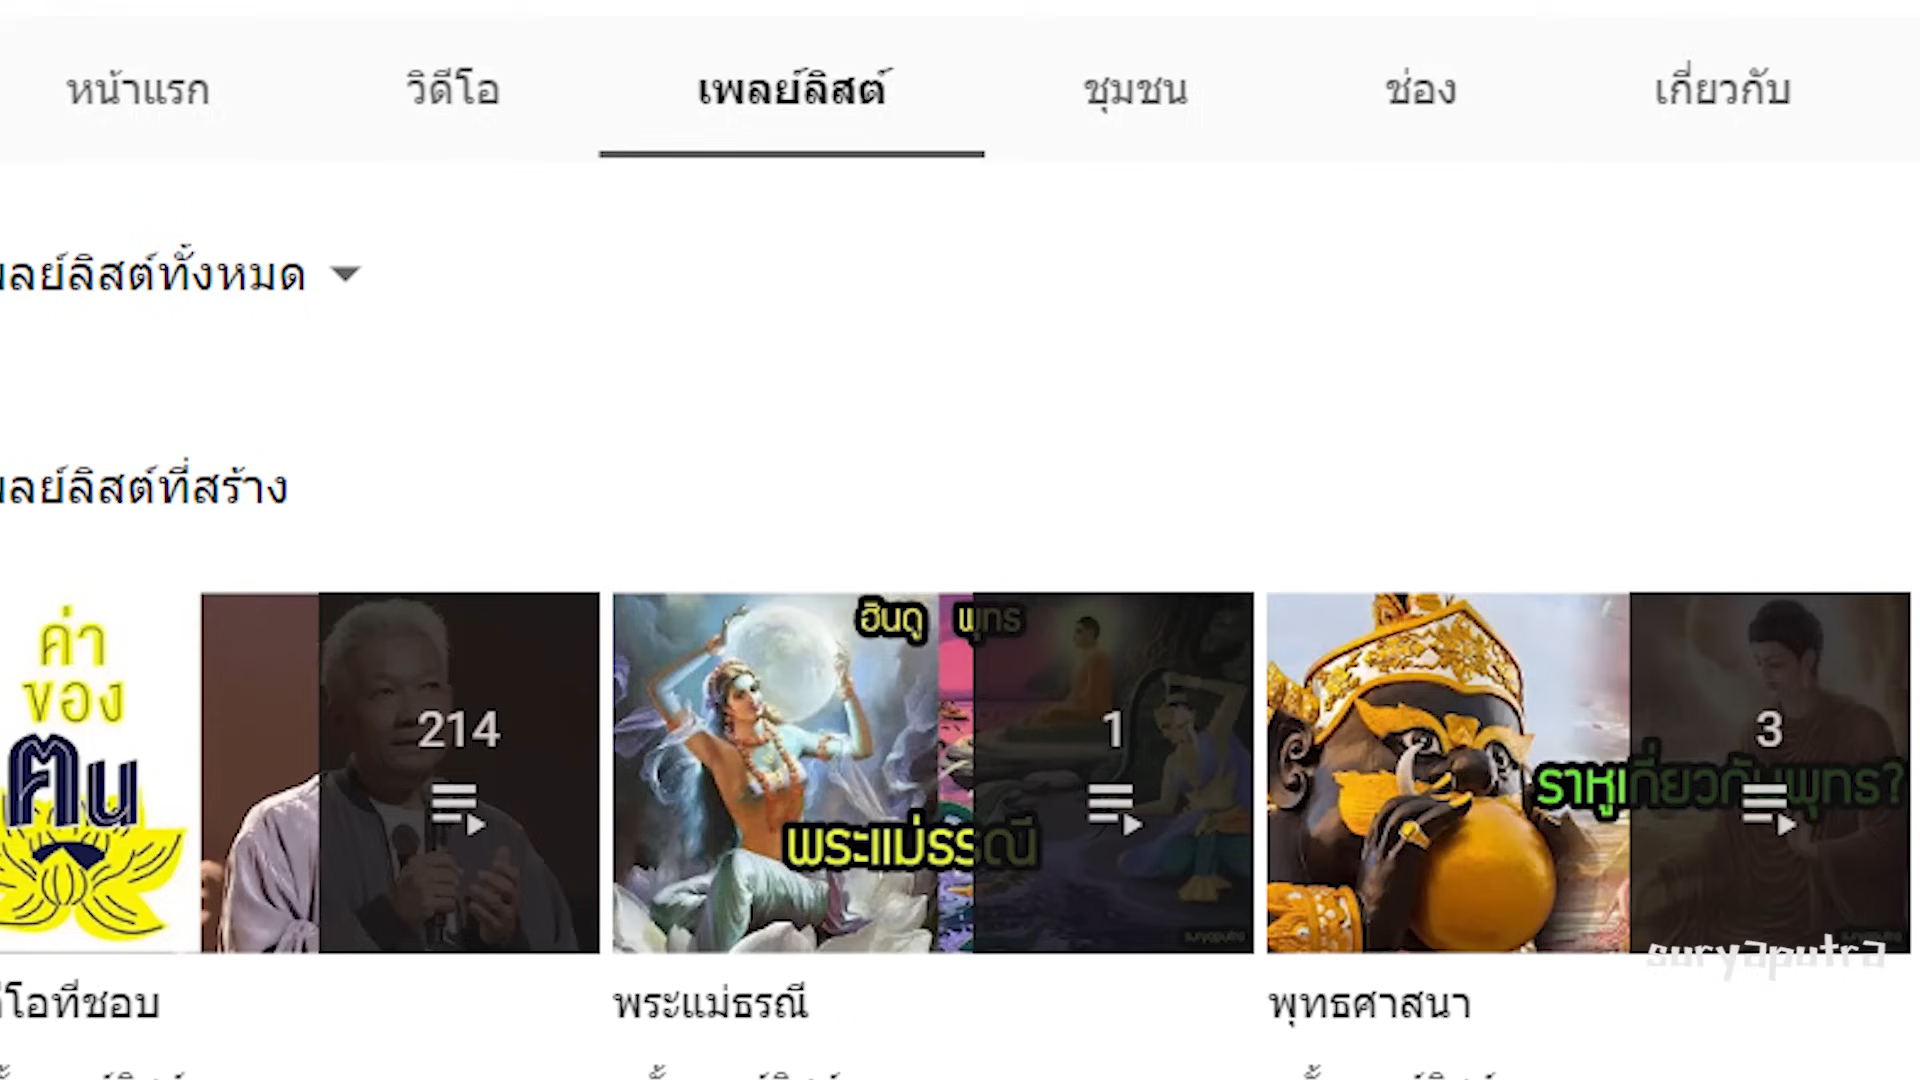 หน้าแรก วิดีโอ เพลย์ลิสต์ ชุมชน ช่อง เกี่ยวกับ
พลย์ลิสต์ทั้งหมด
พลย์ลิสต์ที่สร้าง
ค่า
ของ
คน
214
ฮินดู พุทธ
พระแม่ธรณี
1
suryaputra
ราหูเกี่ยวกับพุทธ?
3
suryaputra
ดีโอที่ชอบ
พระแม่ธรณี
พุทธศาสนา